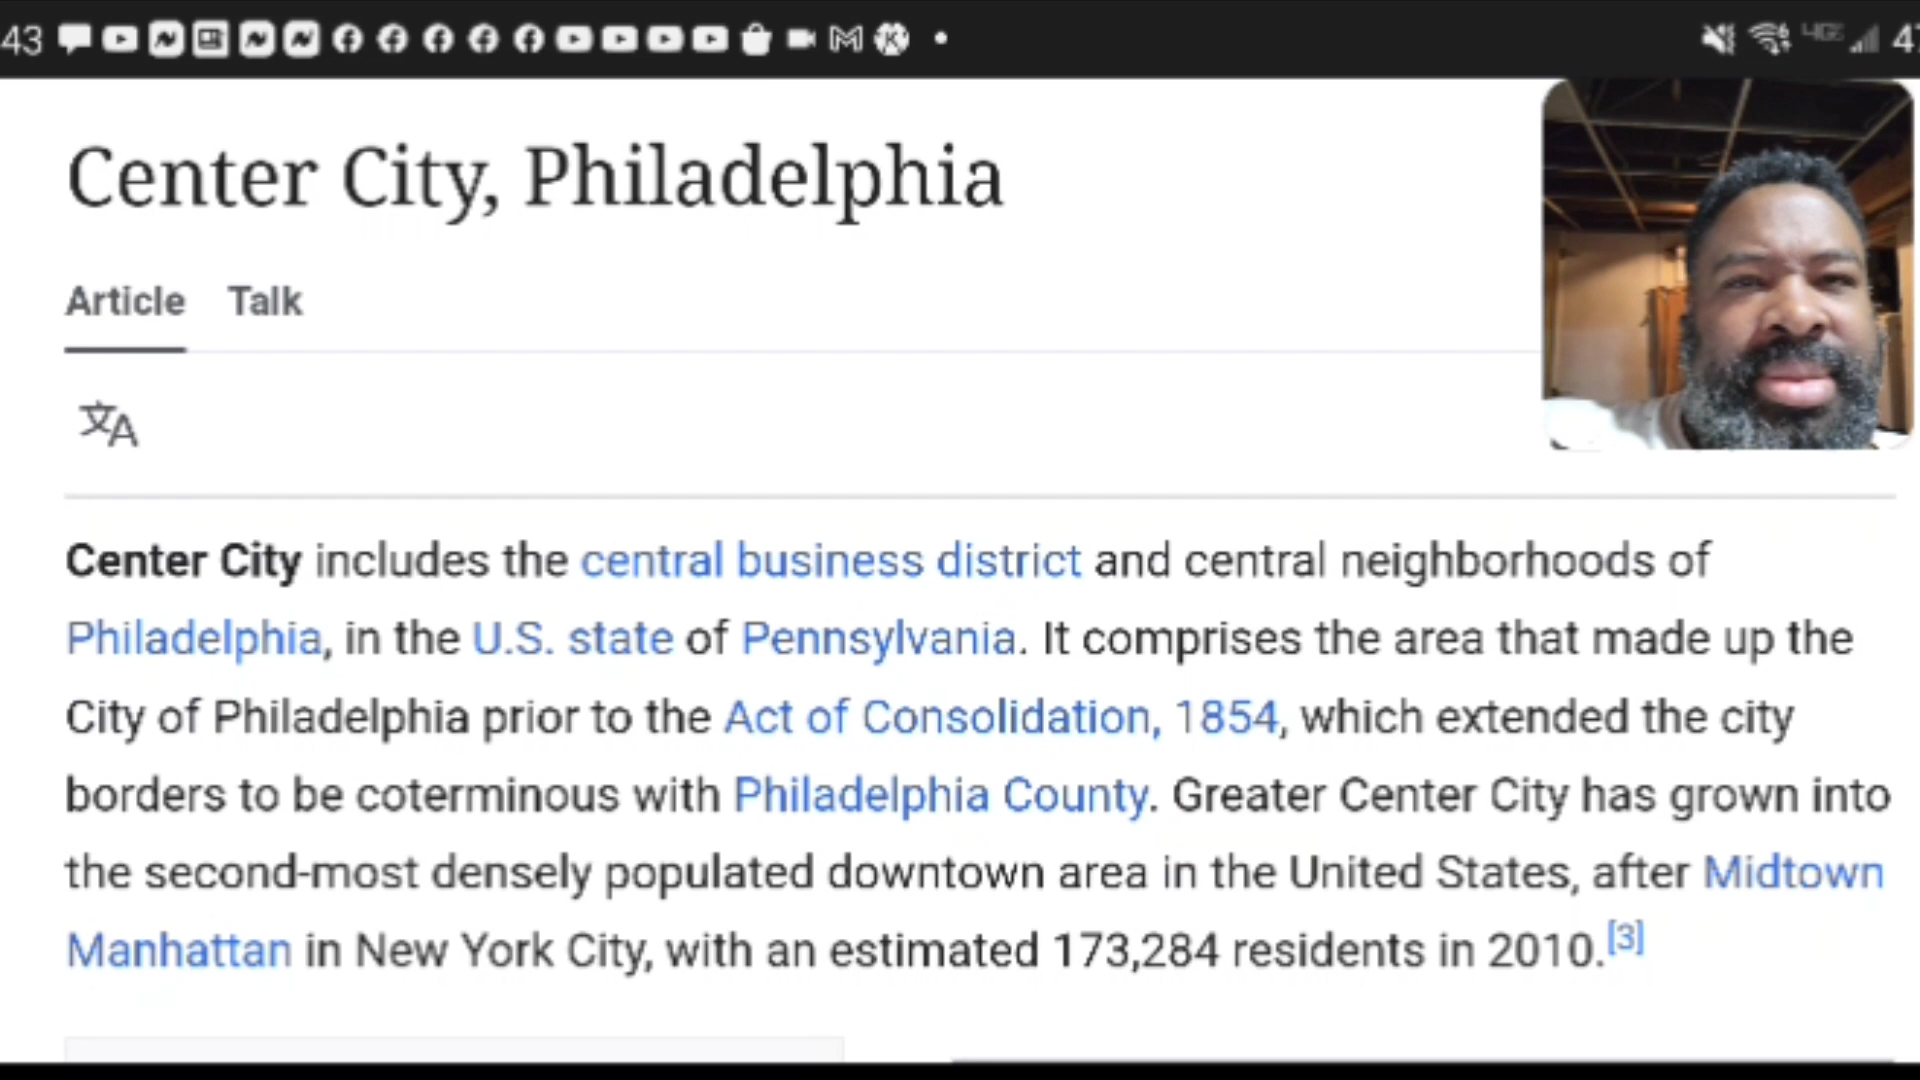 43
4G
47
Center City, Philadelphia
Article Talk
文A
Center City includes the central business district and central neighborhoods of
Philadelphia, in the U.S. state of Pennsylvania. It comprises the area that made up the
City of Philadelphia prior to the Act of Consolidation, 1854, which extended the city
borders to be coterminous with Philadelphia County. Greater Center City has grown into
the second-most densely populated downtown area in the United States, after Midtown
Manhattan in New York City, with an estimated 173,284 residents in 2010.[3]